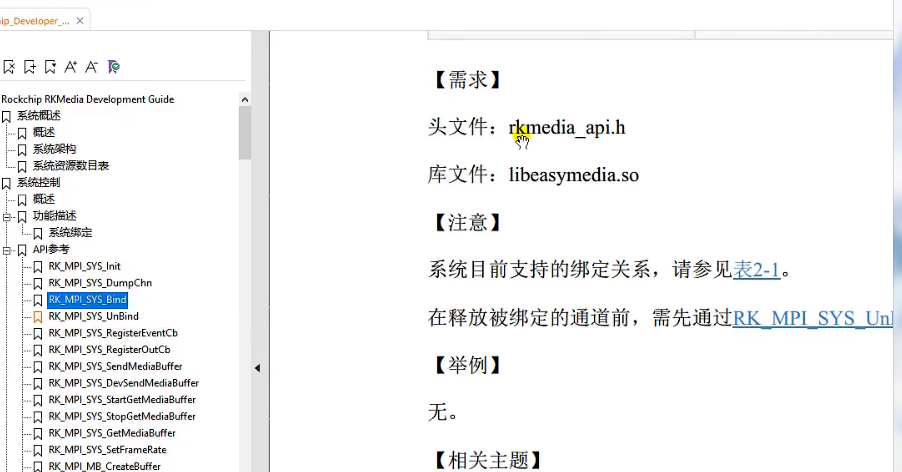 ip_Developer_...
Rockchip RKMedia Development Guide
系统概述
概述
系统架构
系统资源数目表
系统控制
概述
功能描述
系统绑定
API参考
RK_MPI_SYS_Init
RK_MPI_SYS_DumpChn
RK_MPI_SYS_Bind
RK_MPI_SYS_UnBind
RK_MPI_SYS_RegisterEventCb
RK_MPI_SYS_RegisterOutCb
RK_MPI_SYS_SendMediaBuffer
RK_MPI_SYS_DevSendMediaBuffer
RK_MPI_SYS_StartGetMediaBuffer
RK_MPI_SYS_StopGetMediaBuffer
RK_MPI_SYS_GetMediaBuffer
RK_MPI_SYS_SetFrameRate
RK_MPI_MB_CreateBuffer
【需求】
头文件：rkmedia_api.h
库文件：libeasymedia.so
【注意】
系统目前支持的绑定关系，请参见表2-1。
在释放被绑定的通道前，需先通过RK_MPI_SYS_Un
【举例】
无。
【相关主题】